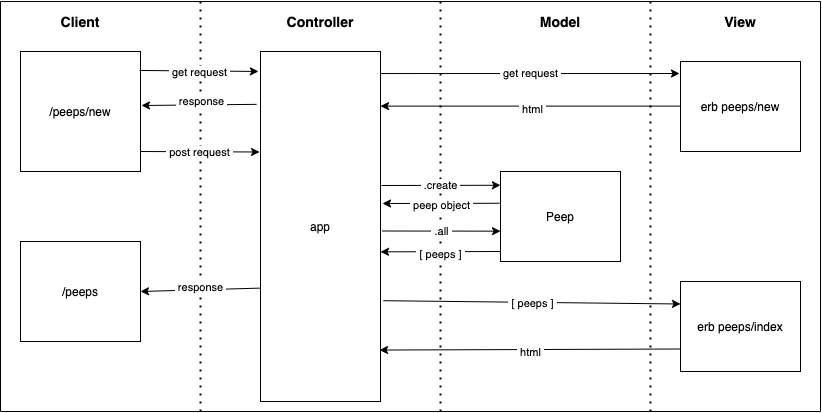 Client
Controller
Model
View
get request
get request
/peeps/new
response
html
erb peeps/new
post request
.create
peep object
Peep
app
.all
[ peeps ]
/peeps
response
[ peeps ]
erb peeps/index
html